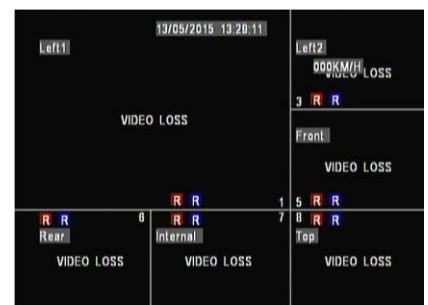 13/05/2015 13:29:11
Left1
VIDEO LOSS
R R 1
Left2
000KM/H
VIDEO LOSS
3 R R
Front
VIDEO LOSS
5 R R
R R 6
Rear
VIDEO LOSS
R R 7
Internal
VIDEO LOSS
8 R R
Top
VIDEO LOSS